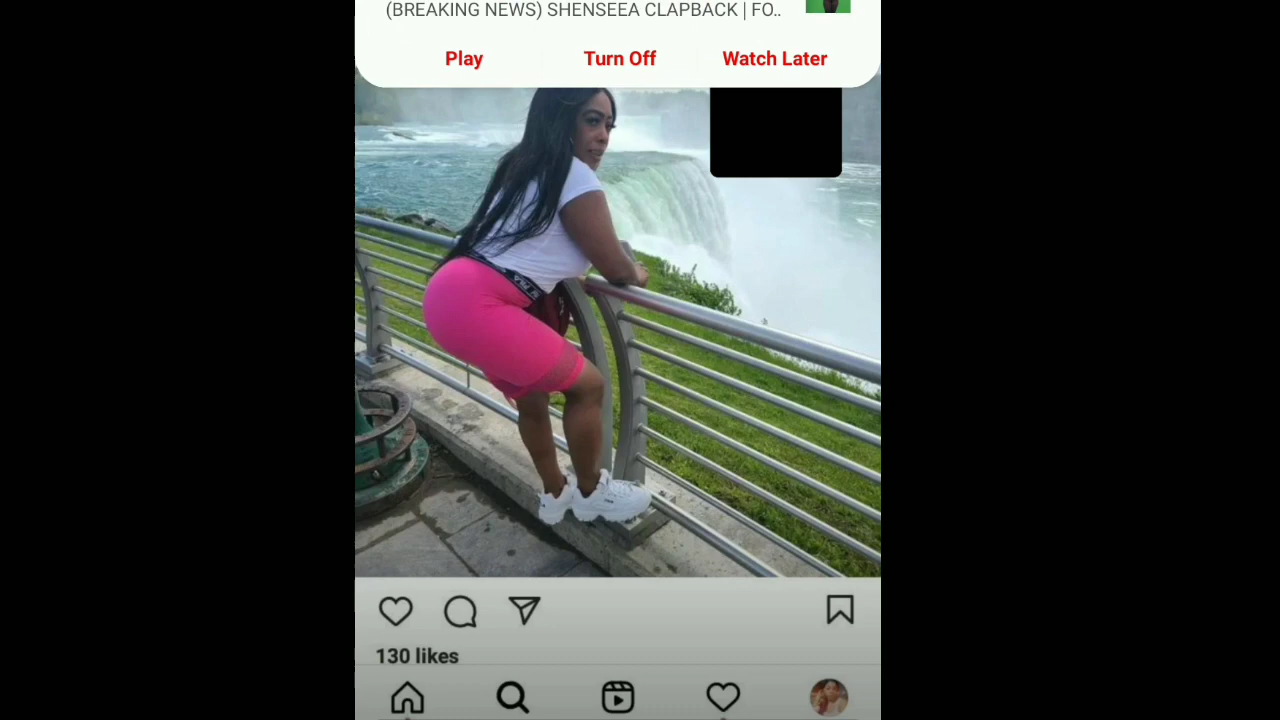 (BREAKING NEWS) SHENSEEA CLAPBACK | FO..
Play Turn Off Watch Later
130 likes